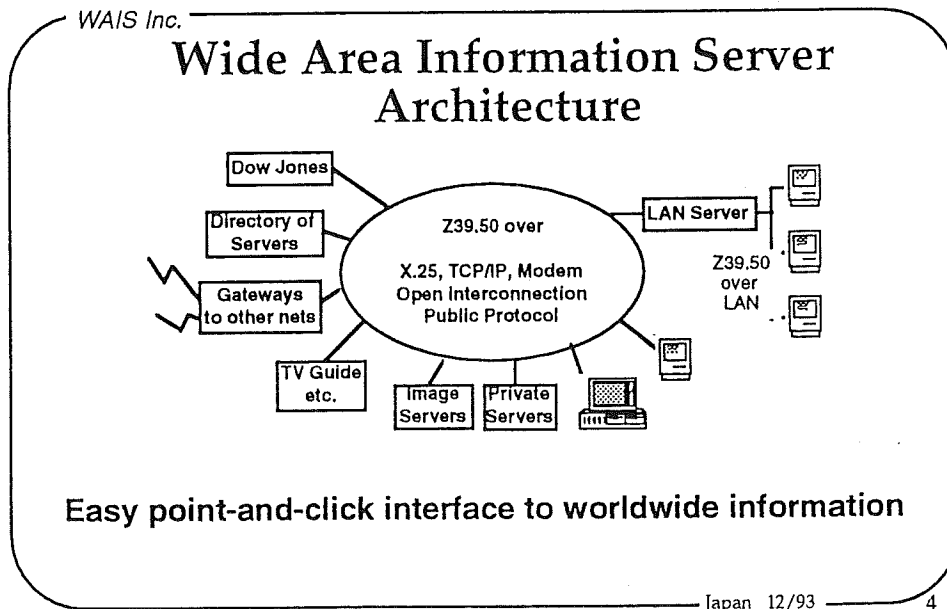 WAIS Inc.
Wide Area Information Server
Architecture
Dow Jones
Directory of
Servers
Gateways
to other nets
TV Guide
etc.
Image
Servers
Private
Servers
Z39.50 over
X.25, TCP/IP, Modem
Open Interconnection
Public Protocol
LAN Server
Z39.50
over
LAN
Easy point-and-click interface to worldwide information
Japan 12/93
4